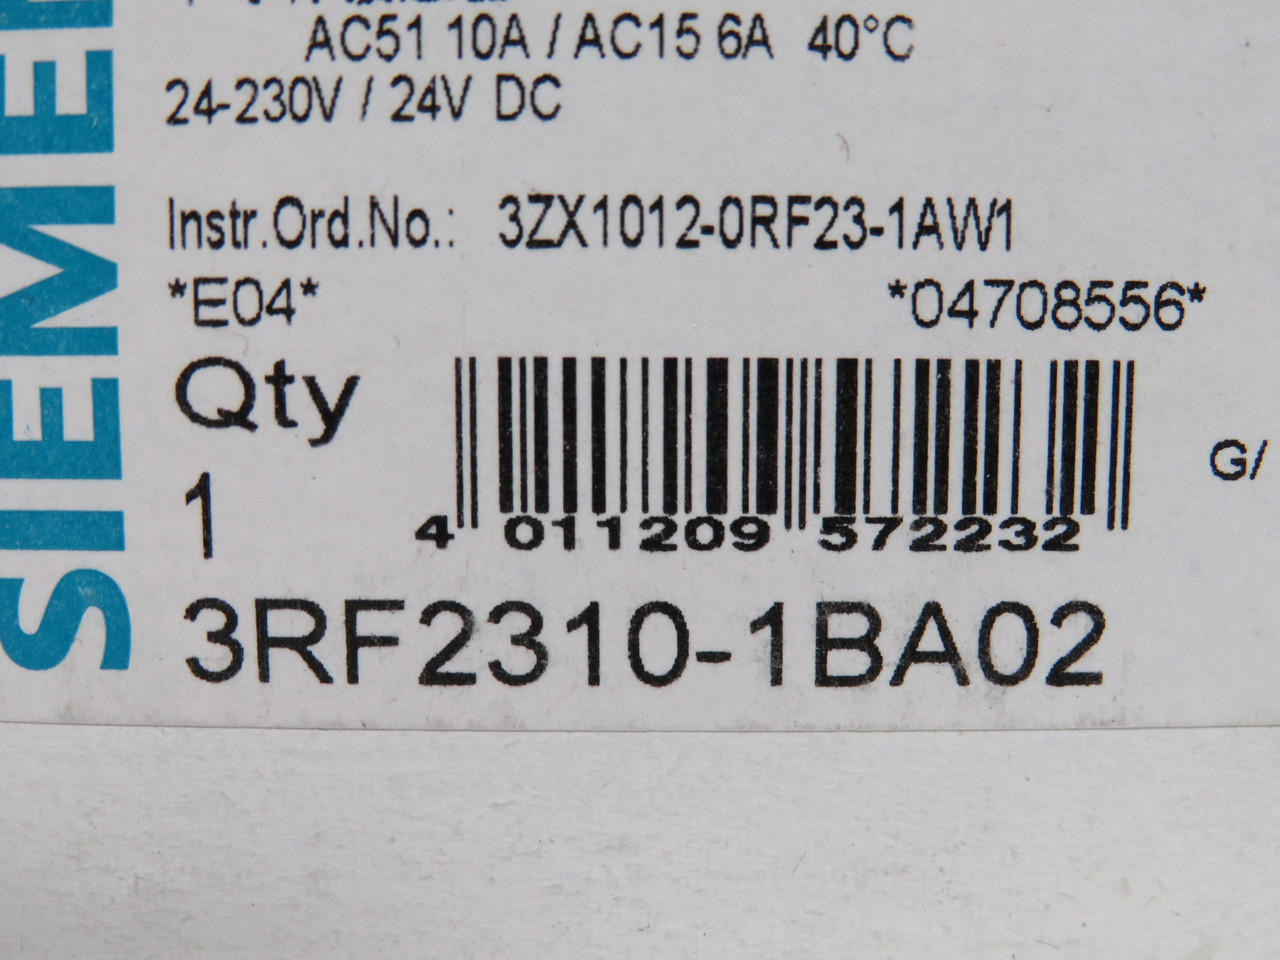 AC51 10A / AC15 6A 40°C
24-230V / 24V DC
Instr.Ord.No.: 3ZX1012-0RF23-1AW1
*E04* *04708556*
Qty
1
4 011209 572232
G/
3RF2310-1BA02
SIEME